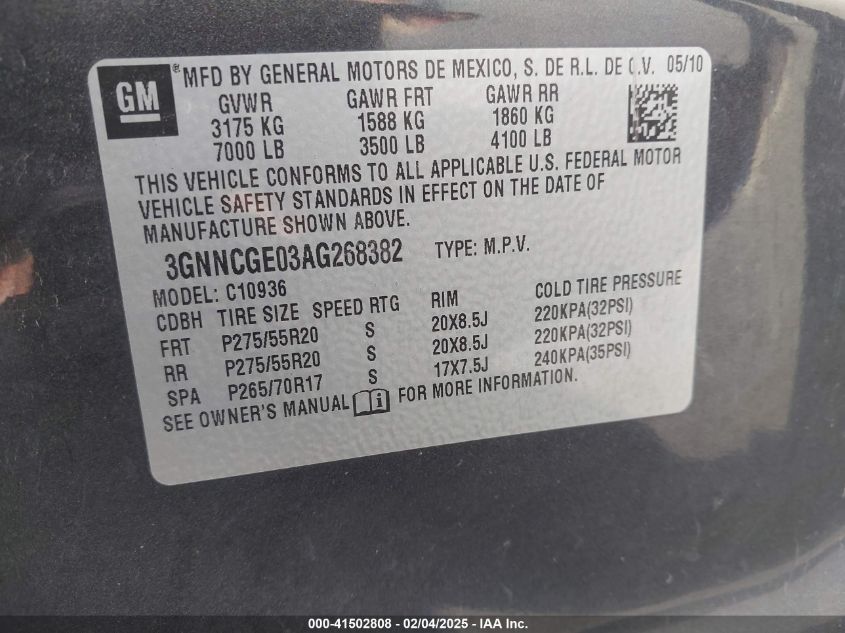 GM ® MFD BY GENERAL MOTORS DE MEXICO, S. DE R.L. DE C.V. 05/10
GVWR GAWR FRT GAWR RR
3175 KG 1588 KG 1860 KG
7000 LB 3500 LB 4100 LB
THIS VEHICLE CONFORMS TO ALL APPLICABLE U.S. FEDERAL MOTOR
VEHICLE SAFETY STANDARDS IN EFFECT ON THE DATE OF
MANUFACTURE SHOWN ABOVE.
3GNNCGE03AG268382 TYPE: M.P.V.
MODEL: C10936
CDBH TIRE SIZE SPEED RTG RIM COLD TIRE PRESSURE
FRT P275/55R20 S 20X8.5J 220KPA(32PSI)
RR P275/55R20 S 20X8.5J 220KPA(32PSI)
SPA P265/70R17 S 17X7.5J 240KPA(35PSI)
SEE OWNER'S MANUAL i FOR MORE INFORMATION.
000-41502808 - 02/04/2025 - IAA Inc.